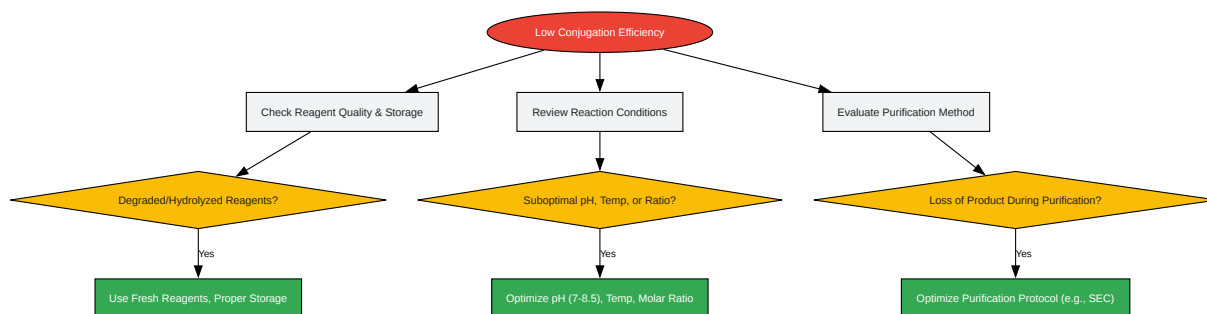 Low Conjugation Efficiency
Check Reagent Quality & Storage
Review Reaction Conditions
Evaluate Purification Method
Degraded/Hydrolyzed Reagents?
Suboptimal pH, Temp, or Ratio?
Loss of Product During Purification?
Yes
Yes
Yes
Use Fresh Reagents, Proper Storage
Optimize pH (7-8.5), Temp, Molar Ratio
Optimize Purification Protocol (e.g., SEC)